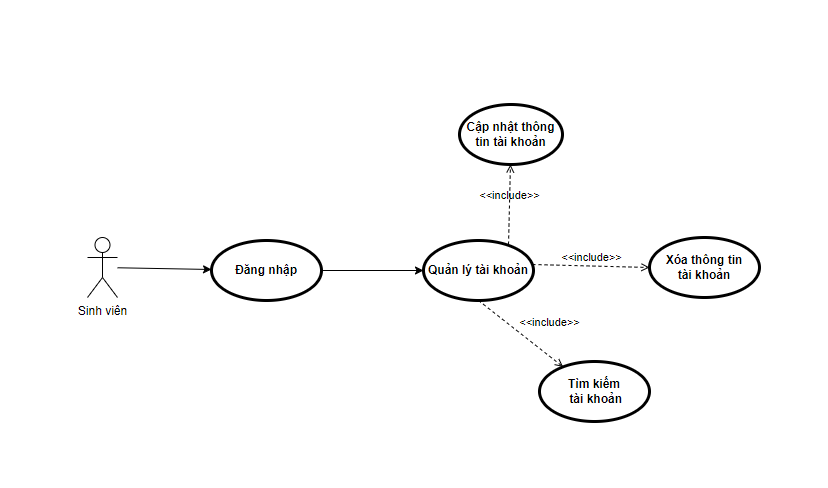 Cập nhật thông
tin tài khoản
<<include>>
<<include>>
Xóa thông tin
tài khoản
Đăng nhập
Quản lý tài khoản
Sinh viên
<<include>>
Tìm kiếm
tài khoản